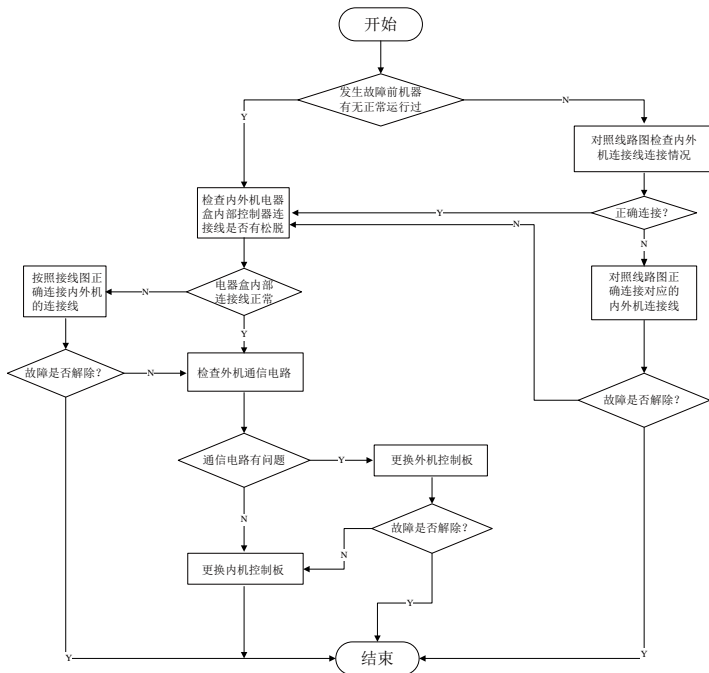 开始
发生故障前机器
有无正常运行过
Y
N
对照线路图检查内外
机连接线连接情况
检查内外机电器
盒内部控制器连
接线是否有松脱
Y
正确连接？
N
N
按照接线图正
确连接内外机
的连接线
N
电器盒内部
连接线正常
对照线路图正
确连接对应的
内外机连接线
Y
故障是否解除？
N
检查外机通信电路
故障是否解除？
通信电路有问题
Y
更换外机控制板
N
故障是否解除？
N
更换内机控制板
Y
Y
结束
Y